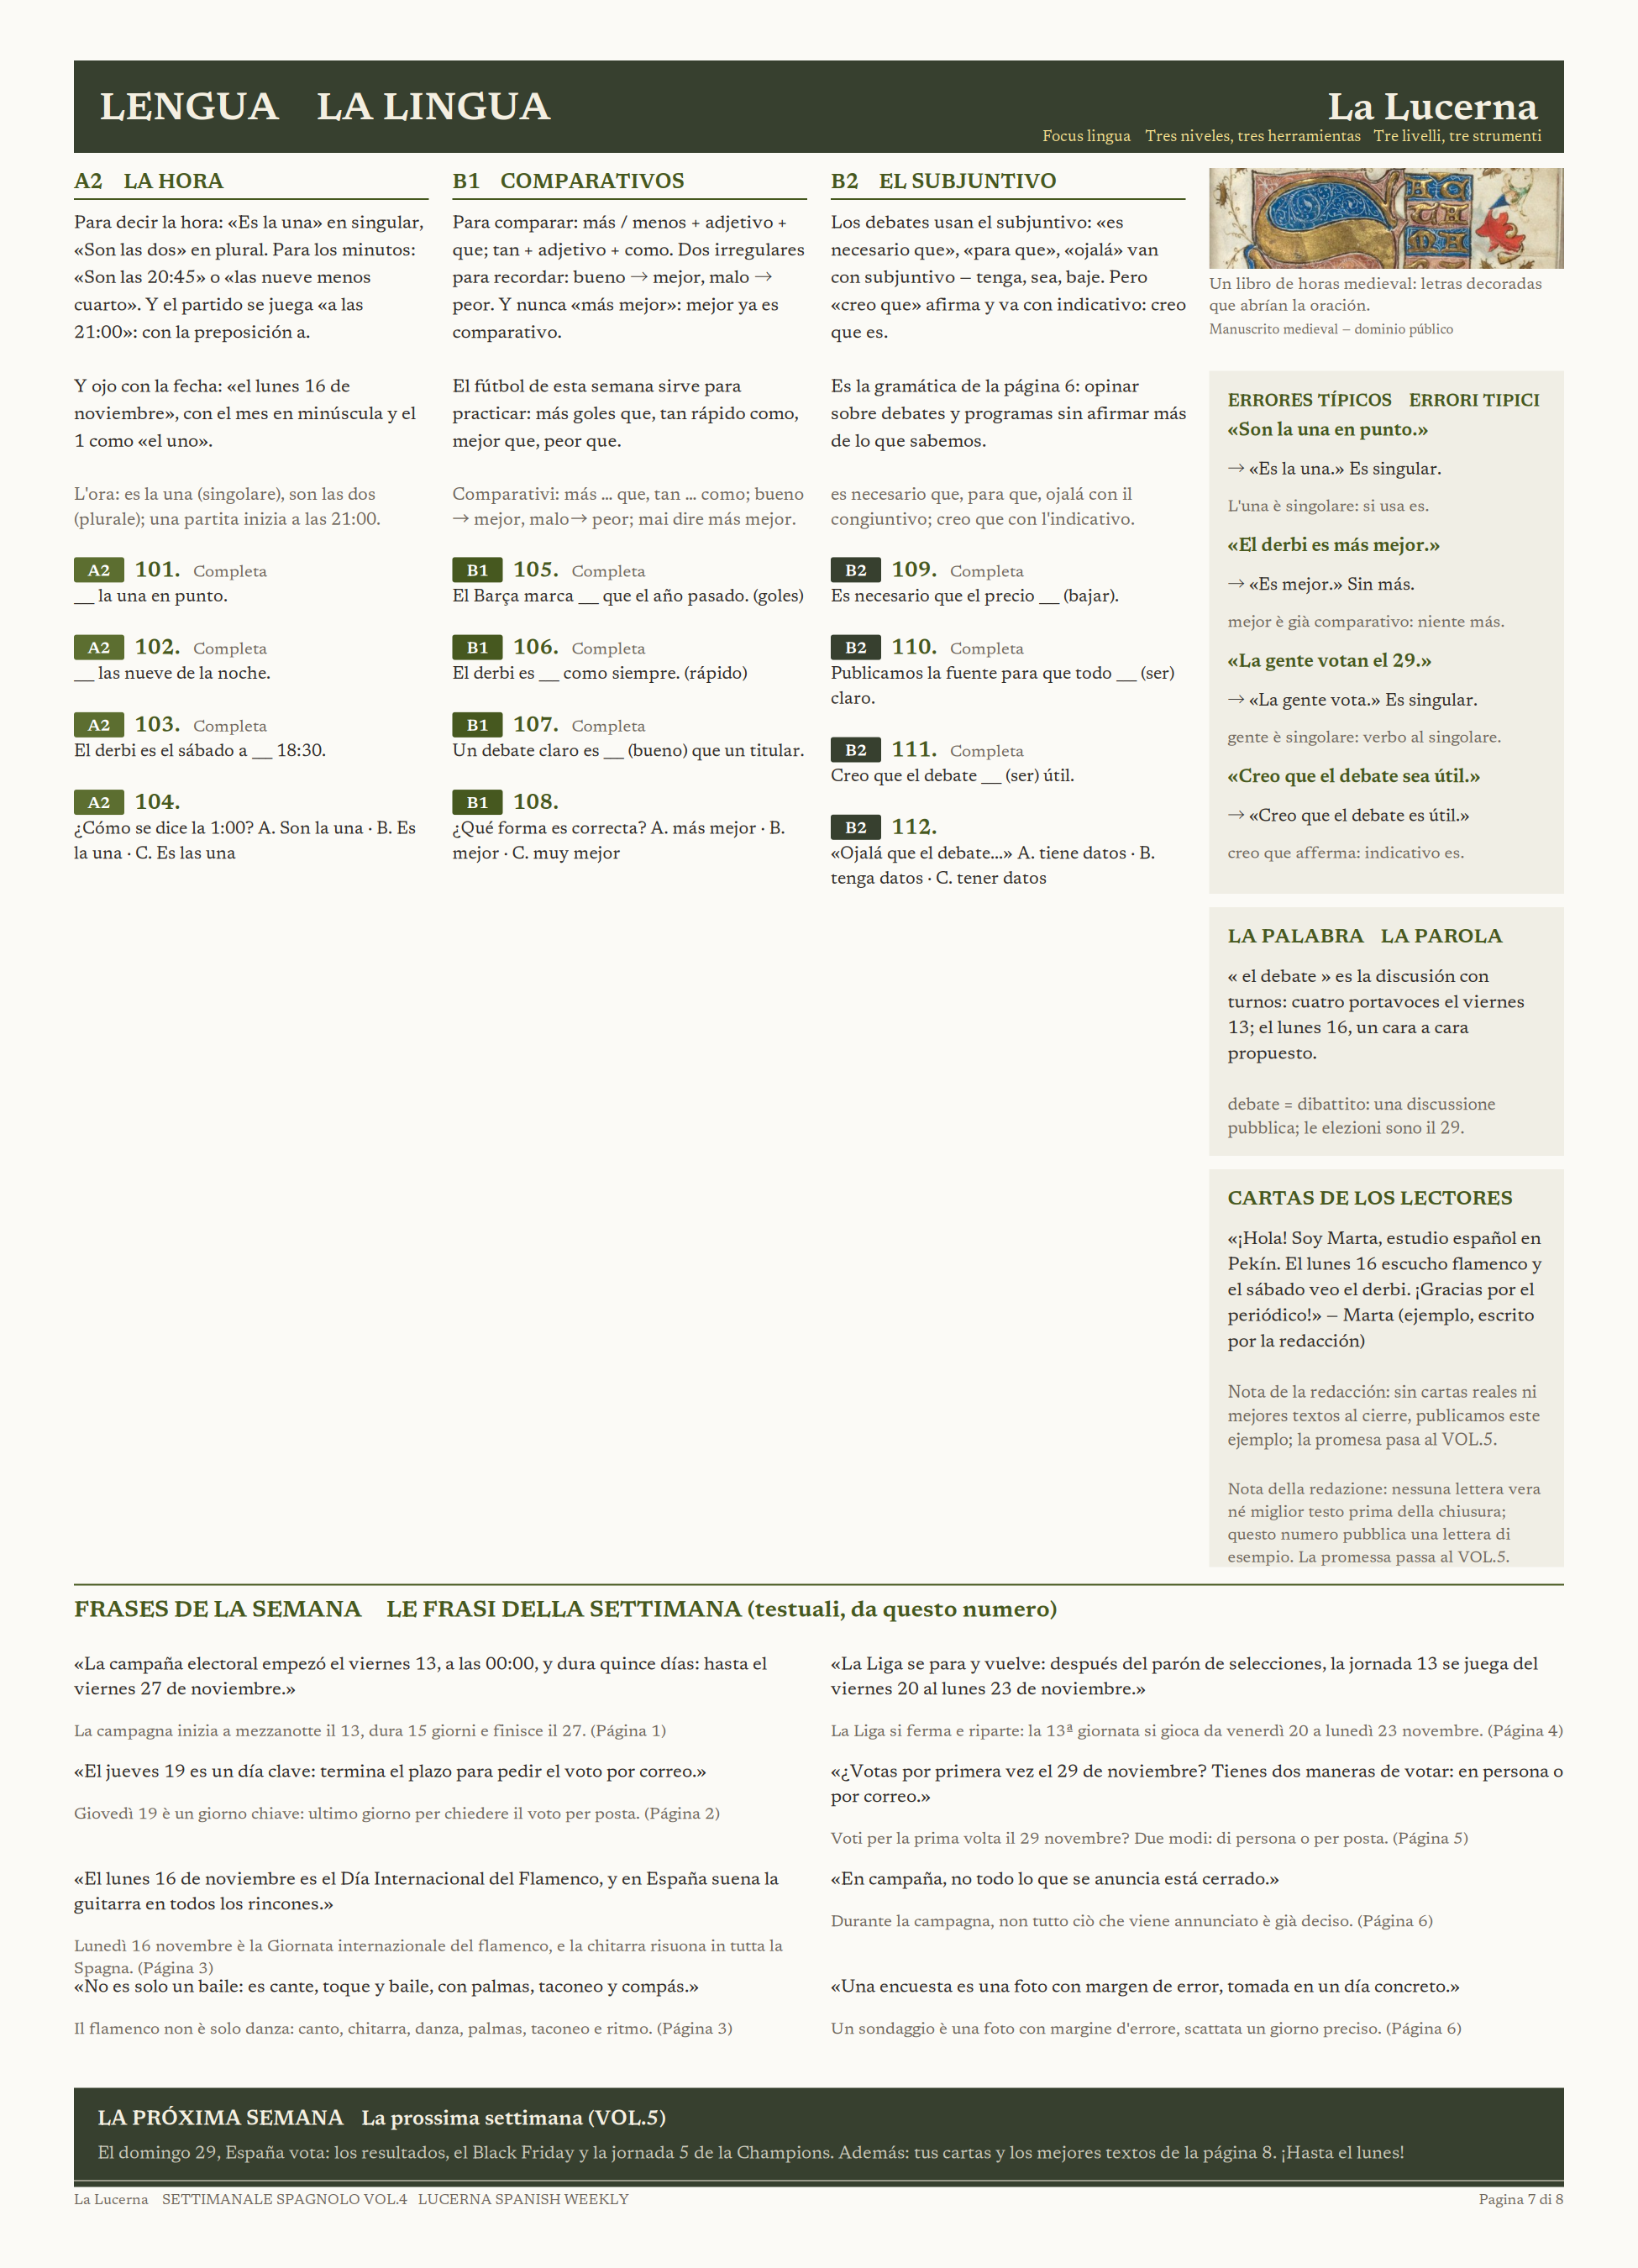 LENGUA LA LINGUA
La Lucerna
Focus lingua Tres niveles, tres herramientas Tre livelli, tre strumenti
A2 LA HORA
Para decir la hora: «Es la una» en singular,
«Son las dos» en plural. Para los minutos:
«Son las 20:45» o «las nueve menos
cuarto». Y el partido se juega «a las
21:00»: con la preposición a.
Y ojo con la fecha: «el lunes 16 de
noviembre», con el mes en minúscula y el
1 como «el uno».
L'ora: es la una (singolare), son las dos
(plurale); una partita inizia a las 21:00.
A2 101. Completa
__ la una en punto.
A2 102. Completa
__ las nueve de la noche.
A2 103. Completa
El derbi es el sábado a __ 18:30.
A2 104.
¿Cómo se dice la 1:00? A. Son la una · B. Es
la una · C. Es las una
B1 COMPARATIVOS
Para comparar: más / menos + adjetivo +
que; tan + adjetivo + como. Dos irregulares
para recordar: bueno → mejor, malo →
peor. Y nunca «más mejor»: mejor ya es
comparativo.
El fútbol de esta semana sirve para
practicar: más goles que, tan rápido como,
mejor que, peor que.
Comparativi: más ... que, tan ... como; bueno
→ mejor, malo→ peor; mai dire más mejor.
B1 105. Completa
El Barça marca __ que el año pasado. (goles)
B1 106. Completa
El derbi es __ como siempre. (rápido)
B1 107. Completa
Un debate claro es __ (bueno) que un titular.
B1 108.
¿Qué forma es correcta? A. más mejor · B.
mejor · C. muy mejor
B2 EL SUBJUNTIVO
Los debates usan el subjuntivo: «es
necesario que», «para que», «ojalá» van
con subjuntivo — tenga, sea, baje. Pero
«creo que» afirma y va con indicativo: creo
que es.
Es la gramática de la página 6: opinar
sobre debates y programas sin afirmar más
de lo que sabemos.
es necesario que, para que, ojalá con il
congiuntivo; creo que con l'indicativo.
B2 109. Completa
Es necesario que el precio __ (bajar).
B2 110. Completa
Publicamos la fuente para que todo __ (ser)
claro.
B2 111. Completa
Creo que el debate __ (ser) útil.
B2 112.
«Ojalá que el debate...» A. tiene datos · B.
tenga datos · C. tener datos
Un libro de horas medieval: letras decoradas
que abrían la oración.
Manuscrito medieval — dominio público
ERRORES TÍPICOS ERRORI TIPICI
«Son la una en punto.»
→ «Es la una.» Es singular.
L'una è singolare: si usa es.
«El derbi es más mejor.»
→ «Es mejor.» Sin más.
mejor è già comparativo: niente más.
«La gente votan el 29.»
→ «La gente vota.» Es singular.
gente è singolare: verbo al singolare.
«Creo que el debate sea útil.»
→ «Creo que el debate es útil.»
creo que afferma: indicativo es.
LA PALABRA LA PAROLA
« el debate » es la discusión con
turnos: cuatro portavoces el viernes
13; el lunes 16, un cara a cara
propuesto.
debate = dibattito: una discussione
pubblica; le elezioni sono il 29.
CARTAS DE LOS LECTORES
«¡Hola! Soy Marta, estudio español en
Pekín. El lunes 16 escucho flamenco y
el sábado veo el derbi. ¡Gracias por el
periódico!» — Marta (ejemplo, escrito
por la redacción)
Nota de la redacción: sin cartas reales ni
mejores textos al cierre, publicamos este
ejemplo; la promesa pasa al VOL.5.
Nota della redazione: nessuna lettera vera
né miglior testo prima della chiusura;
questo numero pubblica una lettera di
esempio. La promessa passa al VOL.5.
FRASES DE LA SEMANA LE FRASI DELLA SETTIMANA (testuali, da questo numero)
«La campaña electoral empezó el viernes 13, a las 00:00, y dura quince días: hasta el
viernes 27 de noviembre.»
La campagna inizia a mezzanotte il 13, dura 15 giorni e finisce il 27. (Página 1)
«La Liga se para y vuelve: después del parón de selecciones, la jornada 13 se juega del
viernes 20 al lunes 23 de noviembre.»
La Liga si ferma e riparte: la 13ª giornata si gioca da venerdì 20 a lunedì 23 novembre. (Página 4)
«El jueves 19 es un día clave: termina el plazo para pedir el voto por correo.»
Giovedì 19 è un giorno chiave: ultimo giorno per chiedere il voto per posta. (Página 2)
«¿Votas por primera vez el 29 de noviembre? Tienes dos maneras de votar: en persona o
por correo.»
Voti per la prima volta il 29 novembre? Due modi: di persona o per posta. (Página 5)
«El lunes 16 de noviembre es el Día Internacional del Flamenco, y en España suena la
guitarra en todos los rincones.»
Lunedì 16 novembre è la Giornata internazionale del flamenco, e la chitarra risuona in tutta la
Spagna. (Página 3)
«En campaña, no todo lo que se anuncia está cerrado.»
Durante la campagna, non tutto ciò che viene annunciato è già deciso. (Página 6)
«No es solo un baile: es cante, toque y baile, con palmas, taconeo y compás.»
Il flamenco non è solo danza: canto, chitarra, danza, palmas, taconeo e ritmo. (Página 3)
«Una encuesta es una foto con margen de error, tomada en un día concreto.»
Un sondaggio è una foto con margine d'errore, scattata un giorno preciso. (Página 6)
LA PRÓXIMA SEMANA La prossima settimana (VOL.5)
El domingo 29, España vota: los resultados, el Black Friday y la jornada 5 de la Champions. Además: tus cartas y los mejores textos de la página 8. ¡Hasta el lunes!
La Lucerna SETTIMANALE SPAGNOLO VOL.4 LUCERNA SPANISH WEEKLY
Pagina 7 di 8